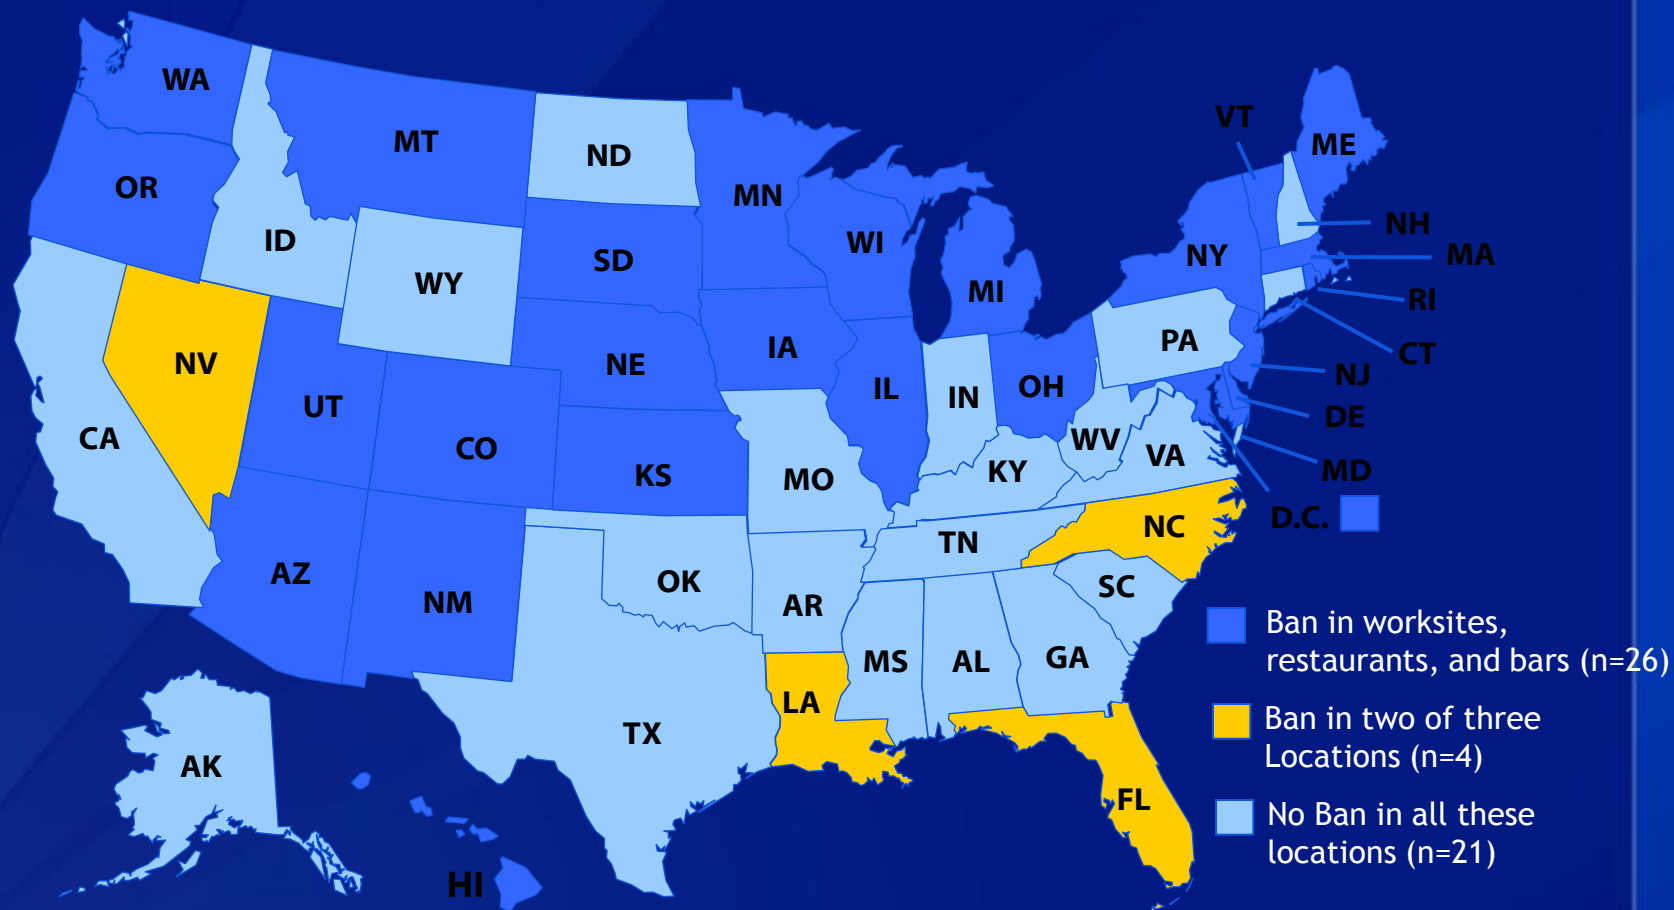 WA
MT
ND
MN
VT
ME
OR
ID
WY
SD
WI
MI
NY
NH
MA
RI
CT
NV
UT
CO
NE
IA
IL
IN
OH
PA
NJ
DE
MD
D.C.
CA
KS
MO
KY
WV
VA
AZ
NM
OK
AR
TN
NC
SC
MS
AL
GA
LA
TX
FL
AK
HI
Ban in worksites,
restaurants, and bars (n=26)
Ban in two of three
Locations (n=4)
No Ban in all these
locations (n=21)